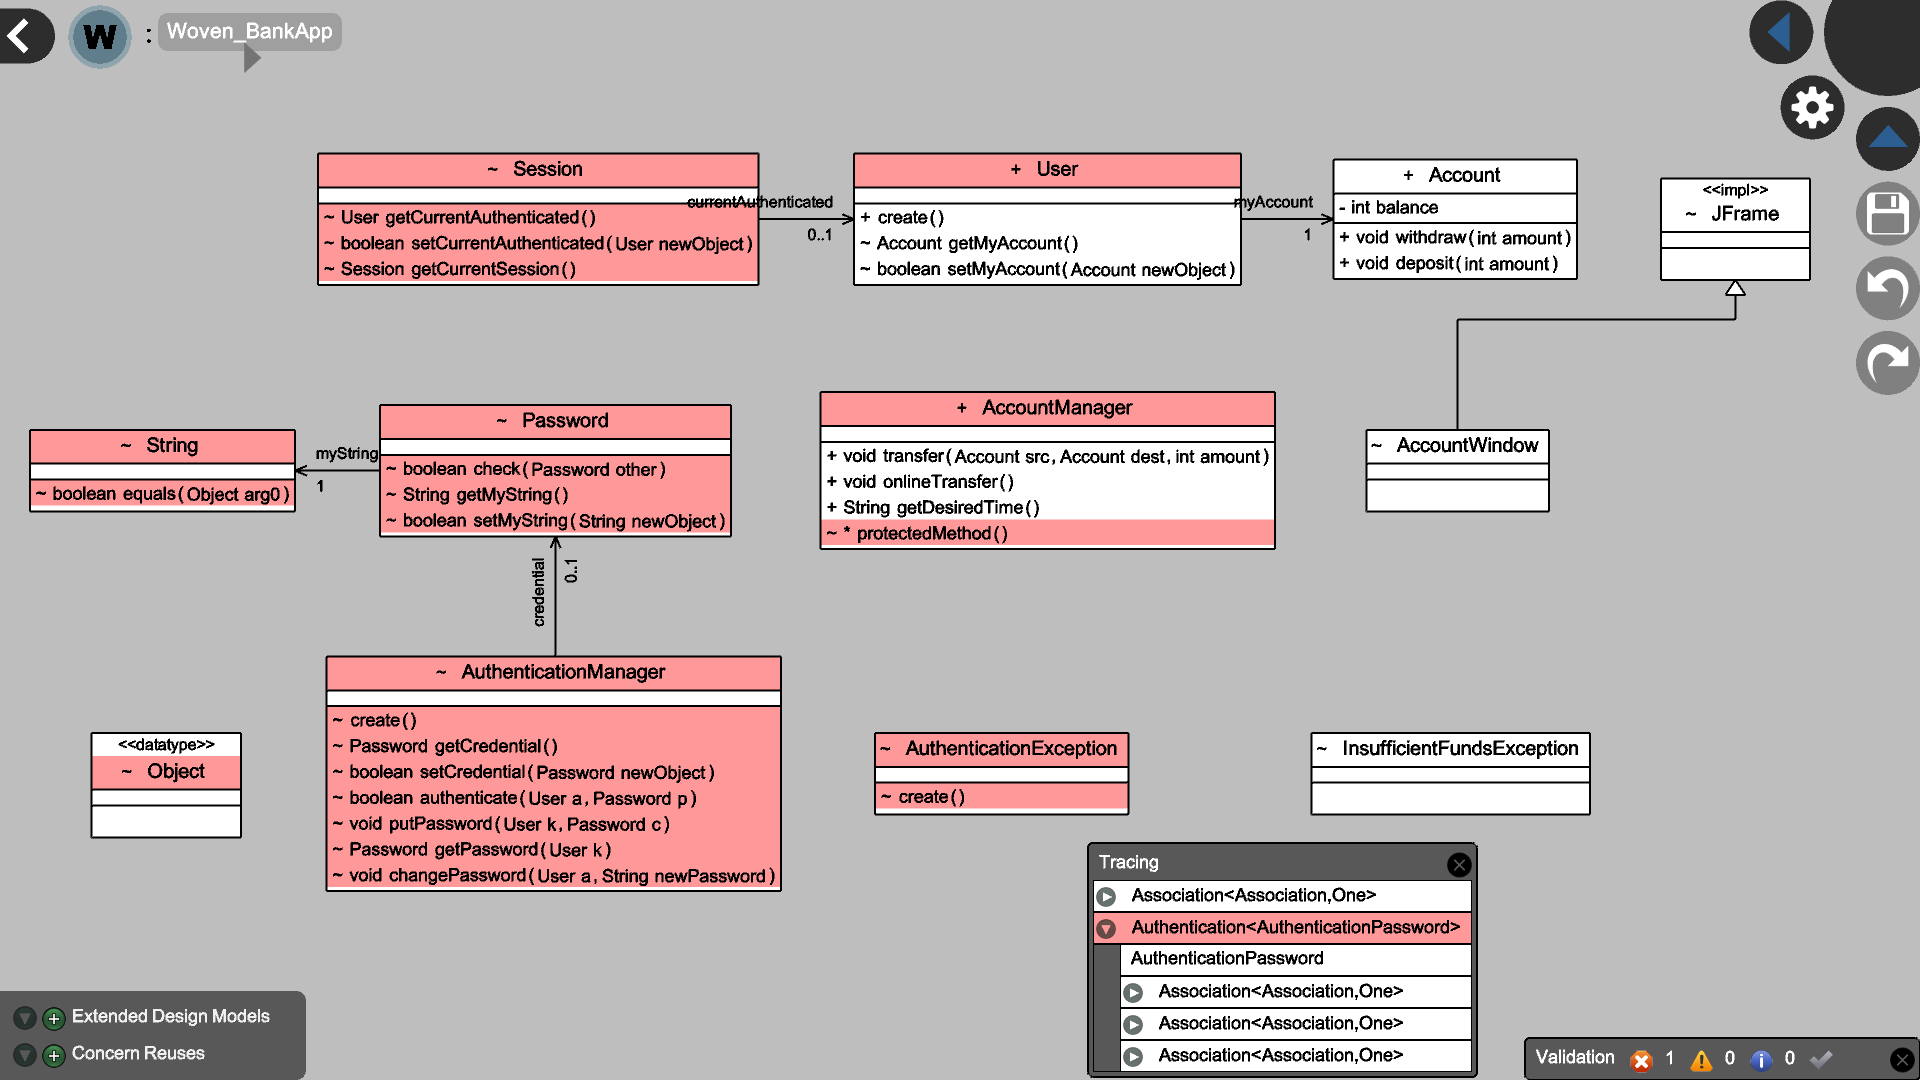 W : Woven_BankApp
~ Session
~ User getCurrentAuthenticated()
~ boolean setCurrentAuthenticated(User newObject)
~ Session getCurrentSession()
currentAuthenticated
0..1
+ User
+ create()
~ Account getMyAccount()
~ boolean setMyAccount(Account newObject)
myAccount
1
+ Account
- int balance
+ void withdraw(int amount)
+ void deposit(int amount)
<<impl>>
~ JFrame
~ String
~ boolean equals(Object arg0)
myString
1
~ Password
~ boolean check(Password other)
~ String getMyString()
~ boolean setMyString(String newObject)
+ AccountManager
+ void transfer(Account src, Account dest, int amount)
+ void onlineTransfer()
+ String getDesiredTime()
~ * protectedMethod()
~ AccountWindow
credential
0..1
~ AuthenticationManager
~ create()
~ Password getCredential()
~ boolean setCredential(Password newObject)
~ boolean authenticate(User a, Password p)
~ void putPassword(User k, Password c)
~ Password getPassword(User k)
~ void changePassword(User a, String newPassword)
<<datatype>>
~ Object
~ AuthenticationException
~ create()
~ InsufficientFundsException
Tracing
Association<Association,One>
Authentication<AuthenticationPassword>
AuthenticationPassword
Association<Association,One>
Association<Association,One>
Association<Association,One>
Extended Design Models
Concern Reuses
Validation 1 0 0